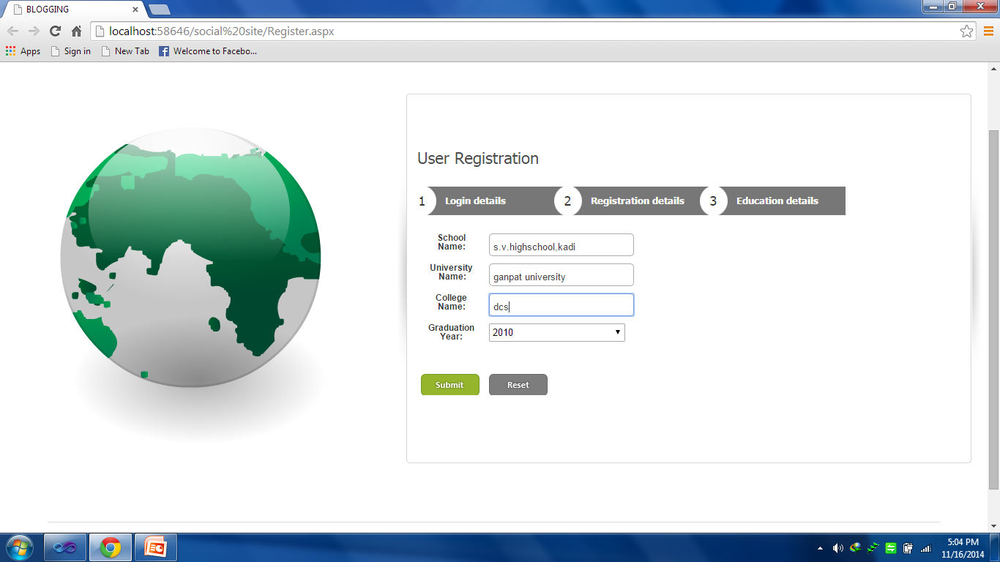 BLOGGING
localhost:58646/social%20site/Register.aspx
Apps Sign in New Tab Welcome to Facebo...
User Registration
1 Login details 2 Registration details 3 Education details
School
Name:
s.v.highschool,kadi
University
Name:
ganpat university
College
Name:
dcs
Graduation
Year:
2010
Submit Reset
5:04 PM
11/16/2014